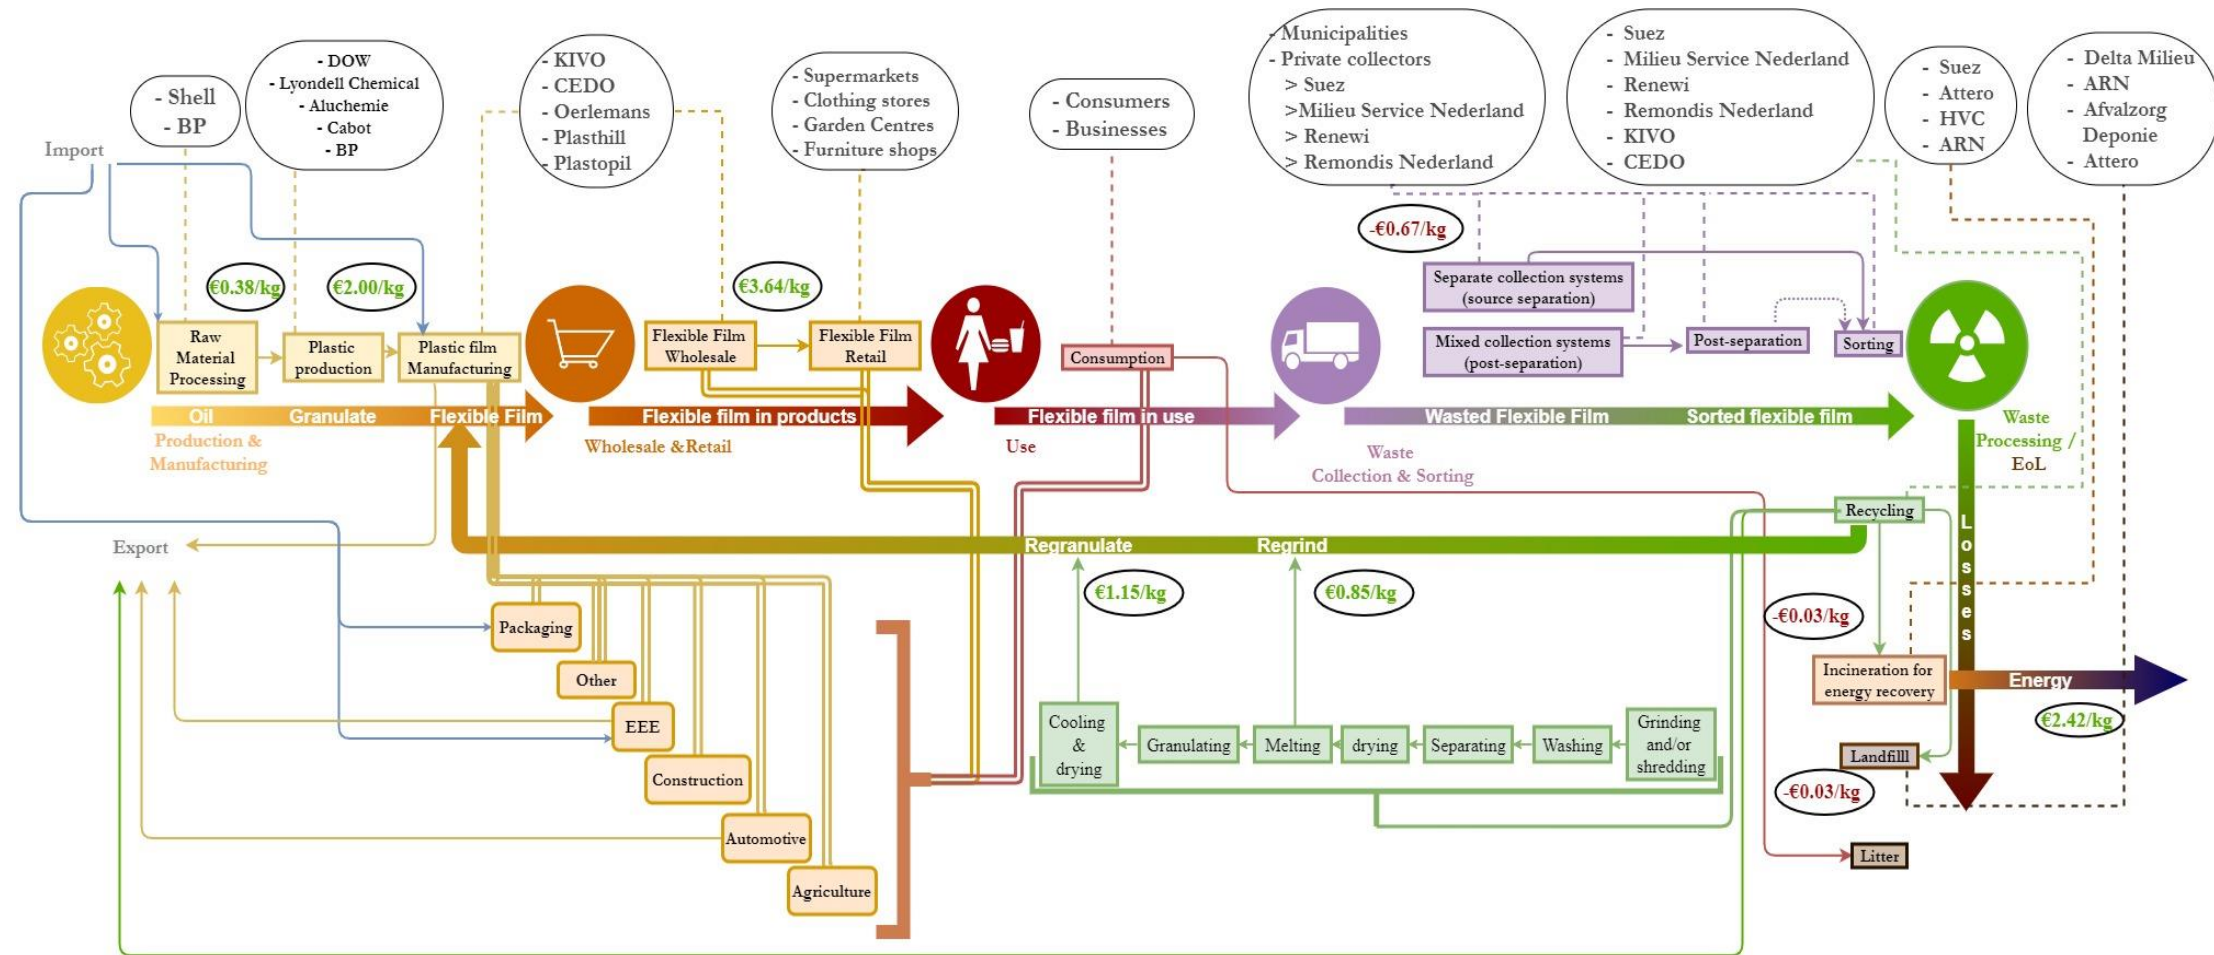 Import
- Shell
- BP
- DOW
- Lyondell Chemical
- Aluchemie
- Cabot
- BP
- KIVO
- CEDO
- Oerlemans
- Plasthill
- Plastopil
- Supermarkets
- Clothing stores
- Garden Centres
- Furniture shops
- Consumers
- Businesses
- Municipalities
- Private collectors
> Suez
>Milieu Service Nederland
> Renewi
> Remondis Nederland
- Suez
- Milieu Service Nederland
- Renewi
- Remondis Nederland
- KIVO
- CEDO
- Suez
- Attero
- HVC
- ARN
- Delta Milieu
- ARN
- Afvalzorg
Deponie
- Attero
€0.38/kg
€2.00/kg
€3.64/kg
-€0.67/kg
Raw
Material
Processing
Plastic
production
Plastic film
Manufacturing
Flexible Film
Wholesale
Flexible Film
Retail
Consumption
Separate collection systems
(source separation)
Mixed collection systems
(post-separation)
Post-separation
Sorting
Oil
Granulate
Flexible Film
Flexible film in products
Flexible film in use
Wasted Flexible Film
Sorted flexible film
Production &
Manufacturing
Wholesale &Retail
Use
Waste
Collection & Sorting
Waste
Processing /
EoL
Recycling
Losses
Export
Regranulate
Regrind
€1.15/kg
€0.85/kg
-€0.03/kg
Packaging
Other
EEE
Construction
Automotive
Agriculture
Cooling
&
drying
Granulating
Melting
drying
Separating
Washing
Grinding
and/or
shredding
Incineration for
energy recovery
Energy
€2.42/kg
Landfilll
-€0.03/kg
Litter